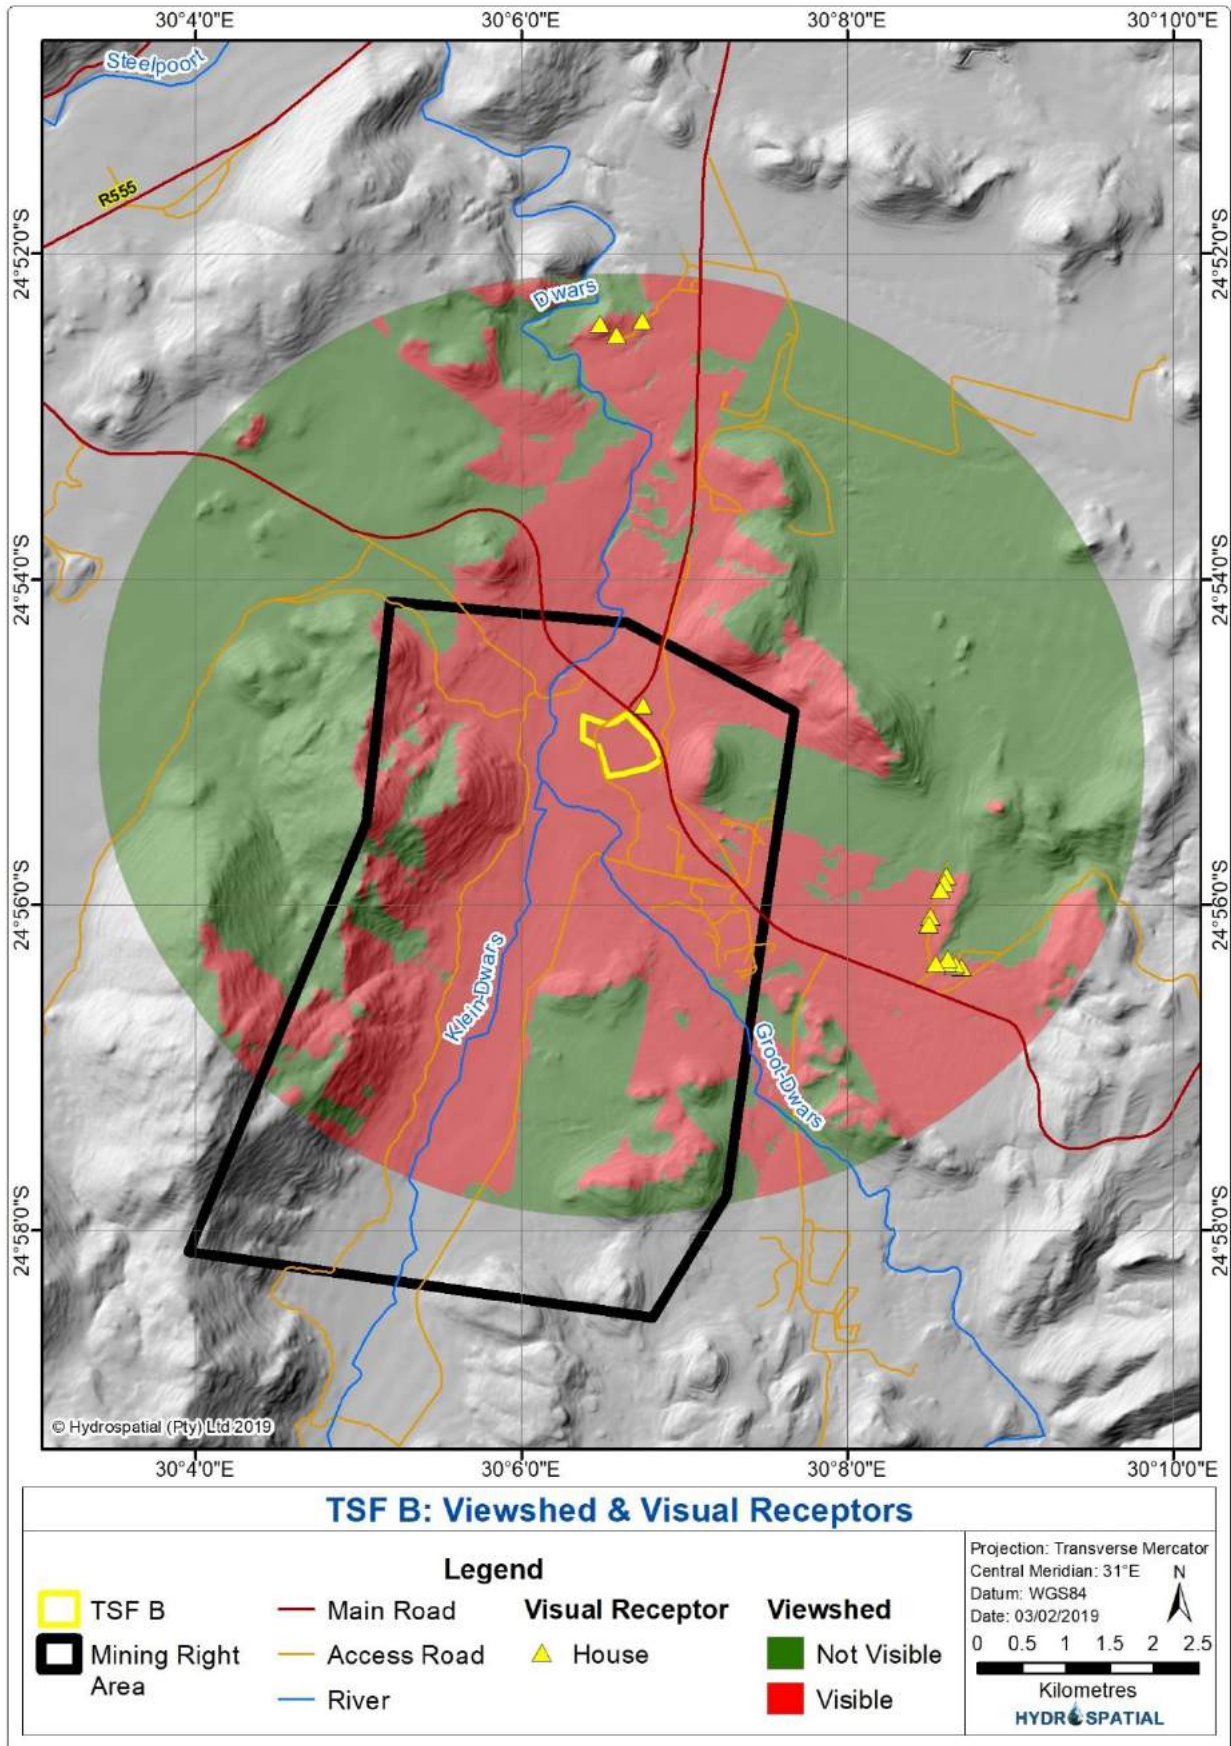 30°4'0"E
30°6'0"E
30°8'0"E
30°10'0"E
Steelpoort
R555
24°52'0"S
24°52'0"S
Dwars
24°54'0"S
24°54'0"S
24°56'0"S
24°56'0"S
Klein-Dwars
Groot-Dwars
24°58'0"S
24°58'0"S
© Hydrospatial (Pty) Ltd 2019
30°4'0"E
30°6'0"E
30°8'0"E
30°10'0"E
TSF B: Viewshed & Visual Receptors
Legend
TSF B
Mining Right
Area
Main Road
Access Road
River
Visual Receptor
House
Viewshed
Not Visible
Visible
Projection: Transverse Mercator
Central Meridian: 31°E
Datum: WGS84
Date: 03/02/2019
N
0 0.5 1 1.5 2 2.5
Kilometres
HYDROSPATIAL